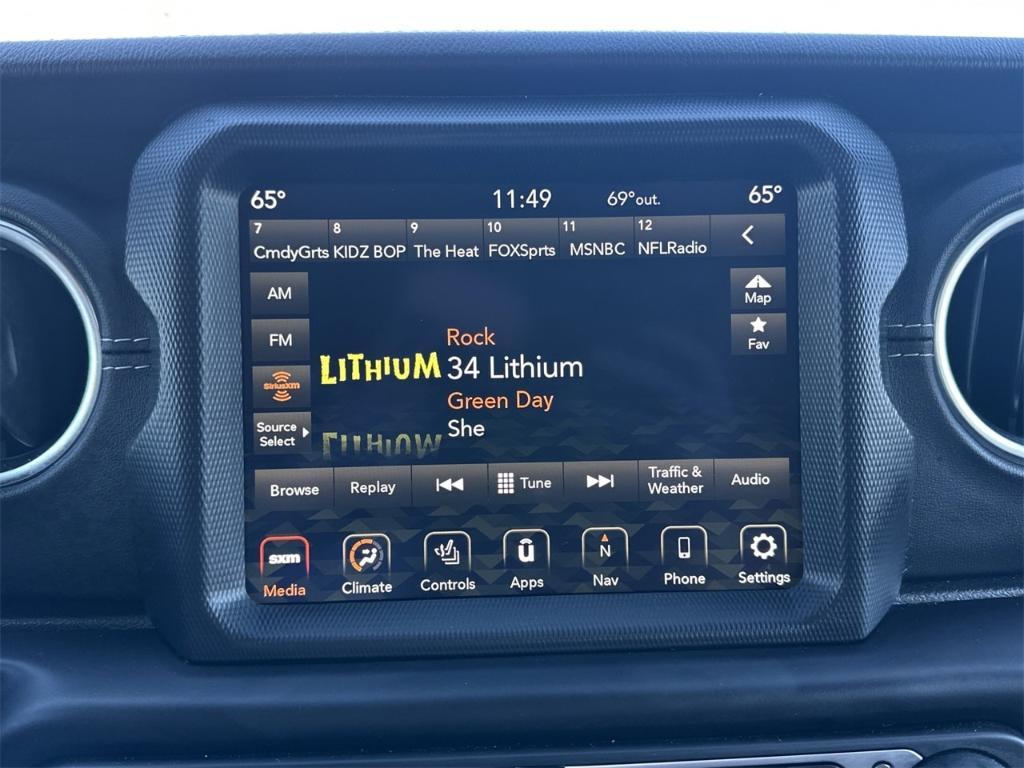 65° 11:49 69°out. 65°
7 8 9 10 11 12
CmdyGrts KIDZ BOP The Heat FOXSprts MSNBC NFLRadio
AM
Map
FM
Fav
SiriusXM
Source
Select
LITHIUM
Rock
34 Lithium
Green Day
She
Browse Replay Tune Traffic &
Weather Audio
sxm
Media Climate Controls
u
Apps
N
Nav Phone Settings